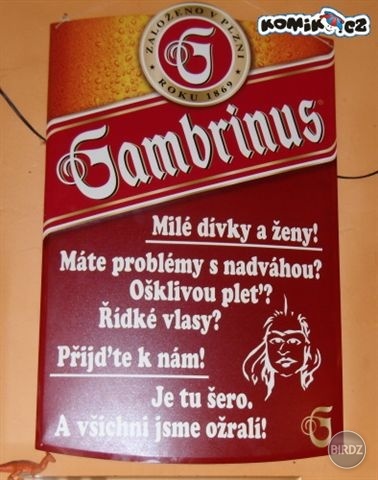 KOMIK.CZ
ZALOŽENO V PLZNI
G
ROKU 1869
Gambrinus
Milé dívky a ženy!
Máte problémy s nadváhou?
Ošklivou pleť?
Řídké vlasy?
Přijďte k nám!
Je tu šero.
A všichni jsme ožralí!
G
BIRDZ